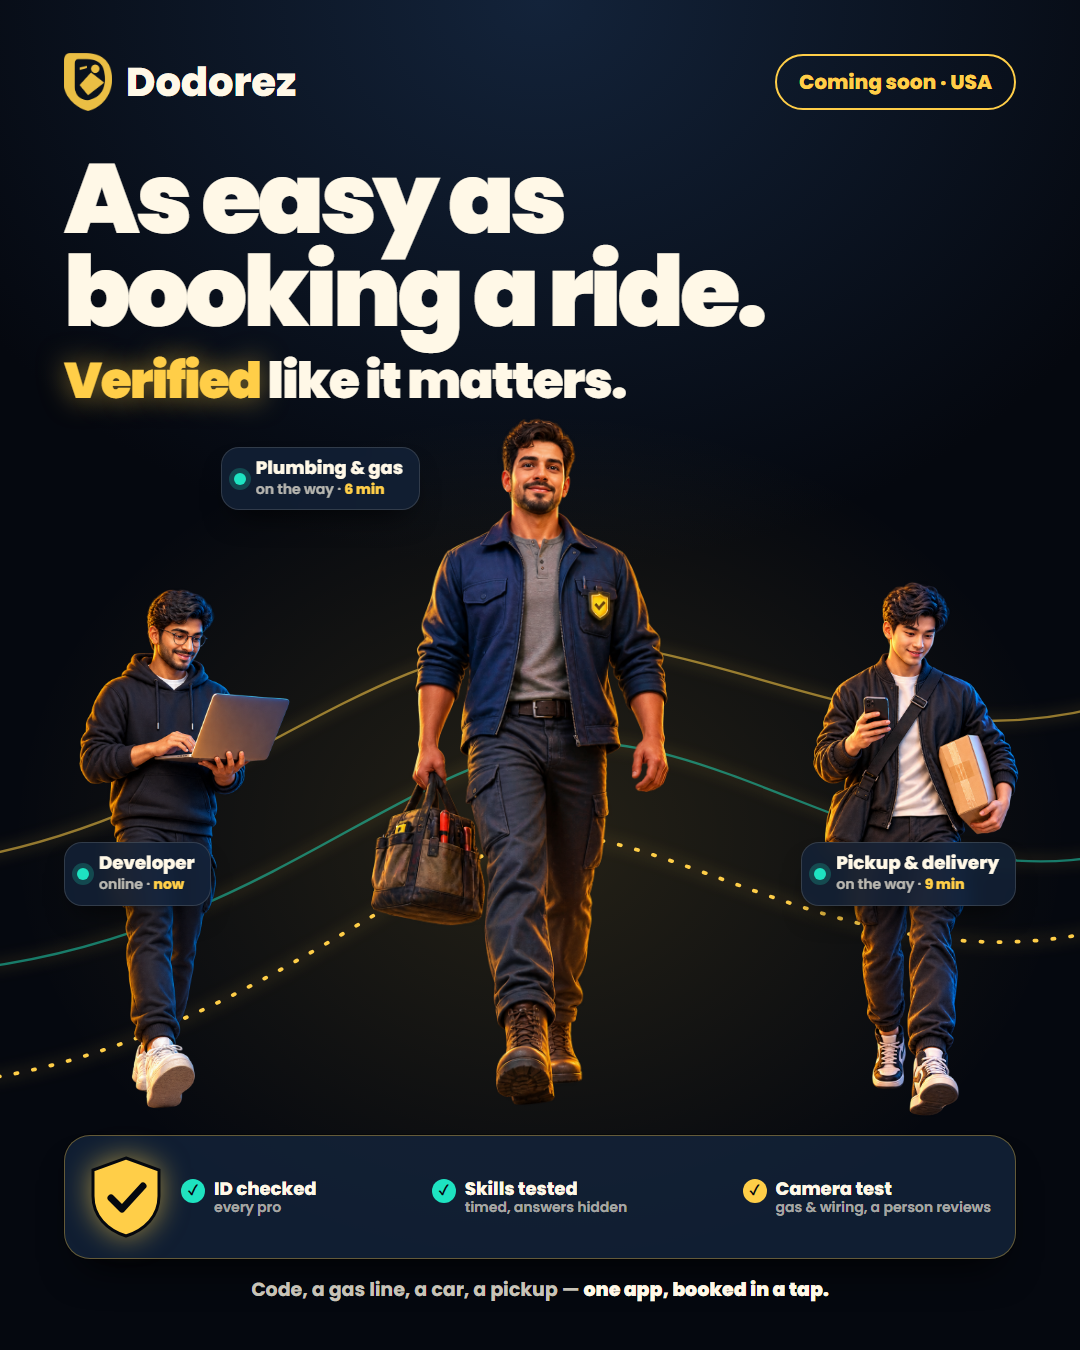 Dodorez
Coming soon · USA
As easy as
booking a ride.
Verified like it matters.
Plumbing & gas
on the way · 6 min
Developer
online · now
Pickup & delivery
on the way · 9 min
ID checked
every pro
Skills tested
timed, answers hidden
Camera test
gas & wiring, a person reviews
Code, a gas line, a car, a pickup — one app, booked in a tap.